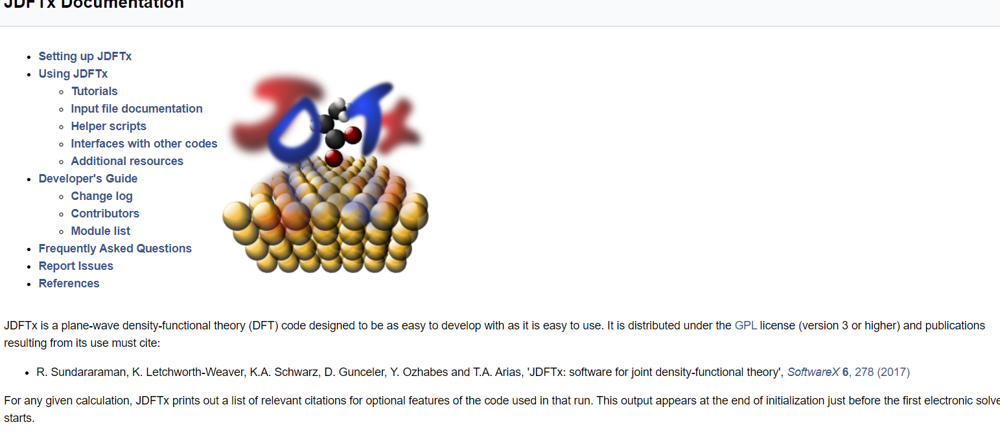 JDFTx Documentation
Setting up JDFTx
Using JDFTx
Tutorials
Input file documentation
Helper scripts
Interfaces with other codes
Additional resources
Developer's Guide
Change log
Contributors
Module list
Frequently Asked Questions
Report Issues
References
JDFTx
JDFTx is a plane-wave density-functional theory (DFT) code designed to be as easy to develop with as it is easy to use. It is distributed under the GPL license (version 3 or higher) and publications
resulting from its use must cite:
R. Sundararaman, K. Letchworth-Weaver, K.A. Schwarz, D. Gunceler, Y. Ozhabes and T.A. Arias, 'JDFTx: software for joint density-functional theory', SoftwareX 6, 278 (2017)
For any given calculation, JDFTx prints out a list of relevant citations for optional features of the code used in that run. This output appears at the end of initialization just before the first electronic solve
starts.